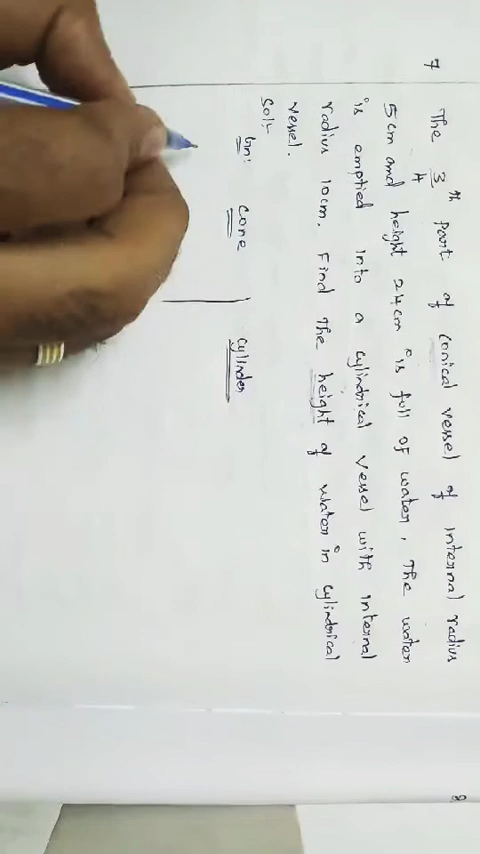 7 The 3/4 th part of conical vessel of internal radius
5cm and height 24cm is full of water. The water
is emptied into a cylindrical vessel with internal
radius 10cm. Find the height of water in cylindrical
vessel.
Sol:-
Gn: Cone Cylinder
8